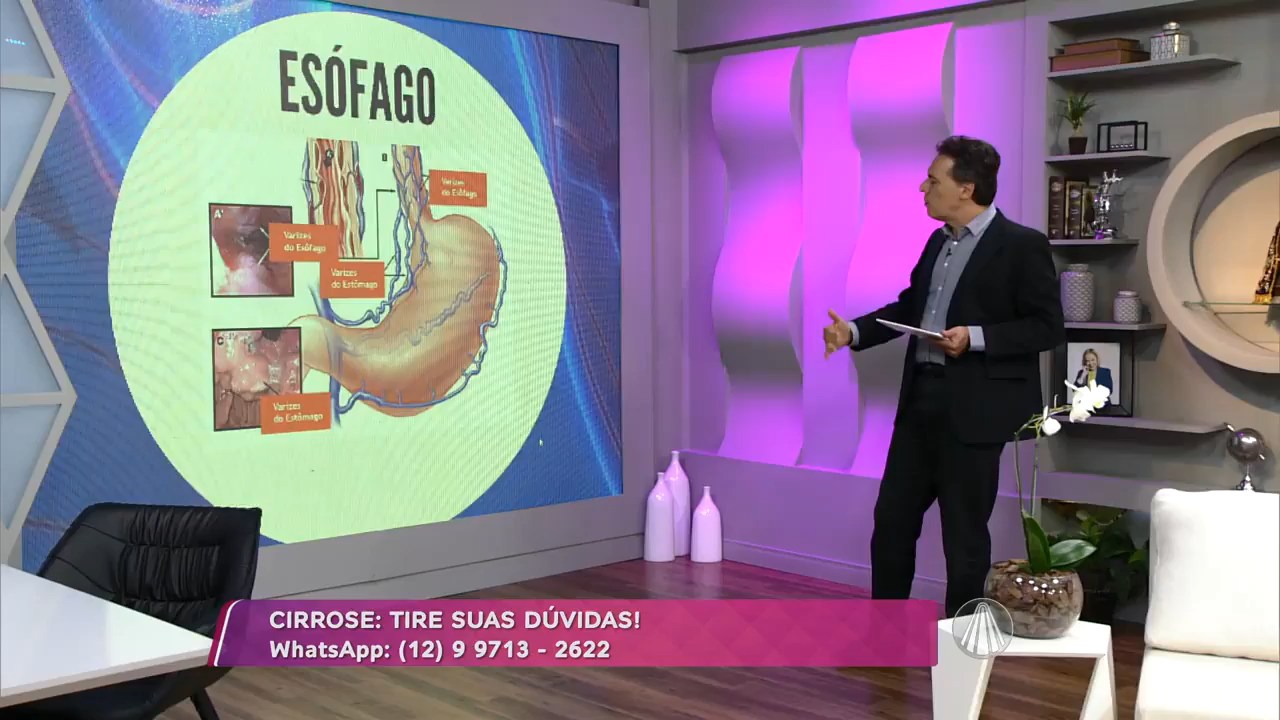 ESÓFAGO
B
Varizes
do Esôfago
A'
Varizes
do Esôfago
Varizes
do Estômago
C
Varizes
do Estômago
CIRROSE: TIRE SUAS DÚVIDAS!
WhatsApp: (12) 9 9713 - 2622